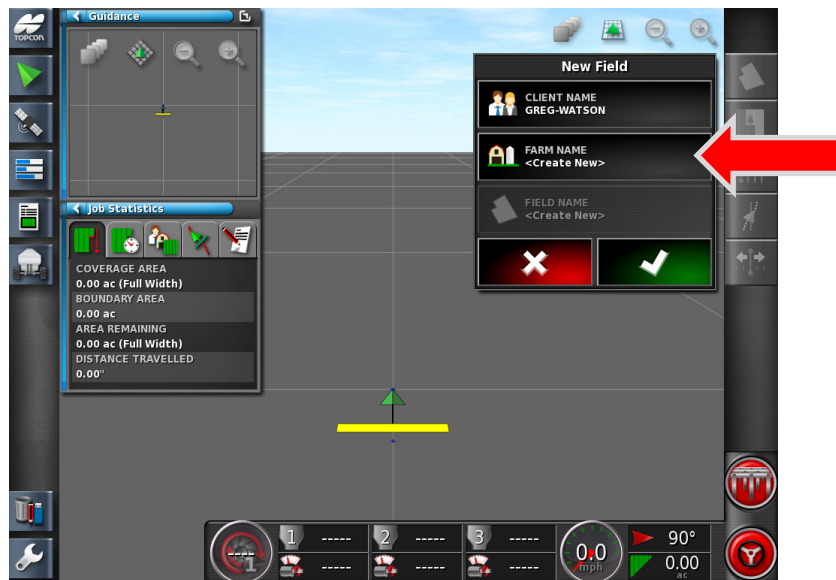 TOPCON
Guidance
Job Statistics
COVERAGE AREA
0.00 ac (Full Width)
BOUNDARY AREA
0.00 ac
AREA REMAINING
0.00 ac (Full Width)
DISTANCE TRAVELLED
0.00"
New Field
CLIENT NAME
GREG-WATSON
FARM NAME
<Create New>
FIELD NAME
<Create New>
----
1
1 -----
2 -----
3 -----
-----
-----
-----
0.0
mph
90°
0.00
ac